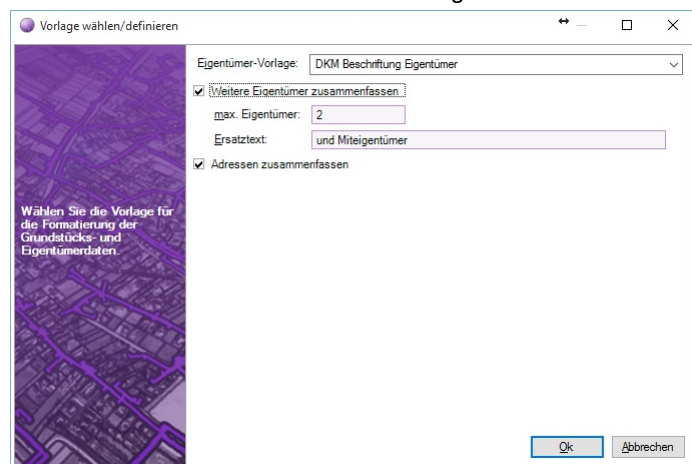 Vorlage wählen/definieren
Eigentümer-Vorlage: DKM Beschriftung Eigentümer
Weitere Eigentümer zusammenfassen
max. Eigentümer: 2
Ersatztext: und Miteigentümer
Adressen zusammenfassen
Wählen Sie die Vorlage für
die Formatierung der
Grundstücks- und
Eigentümerdaten.
Ok Abbrechen